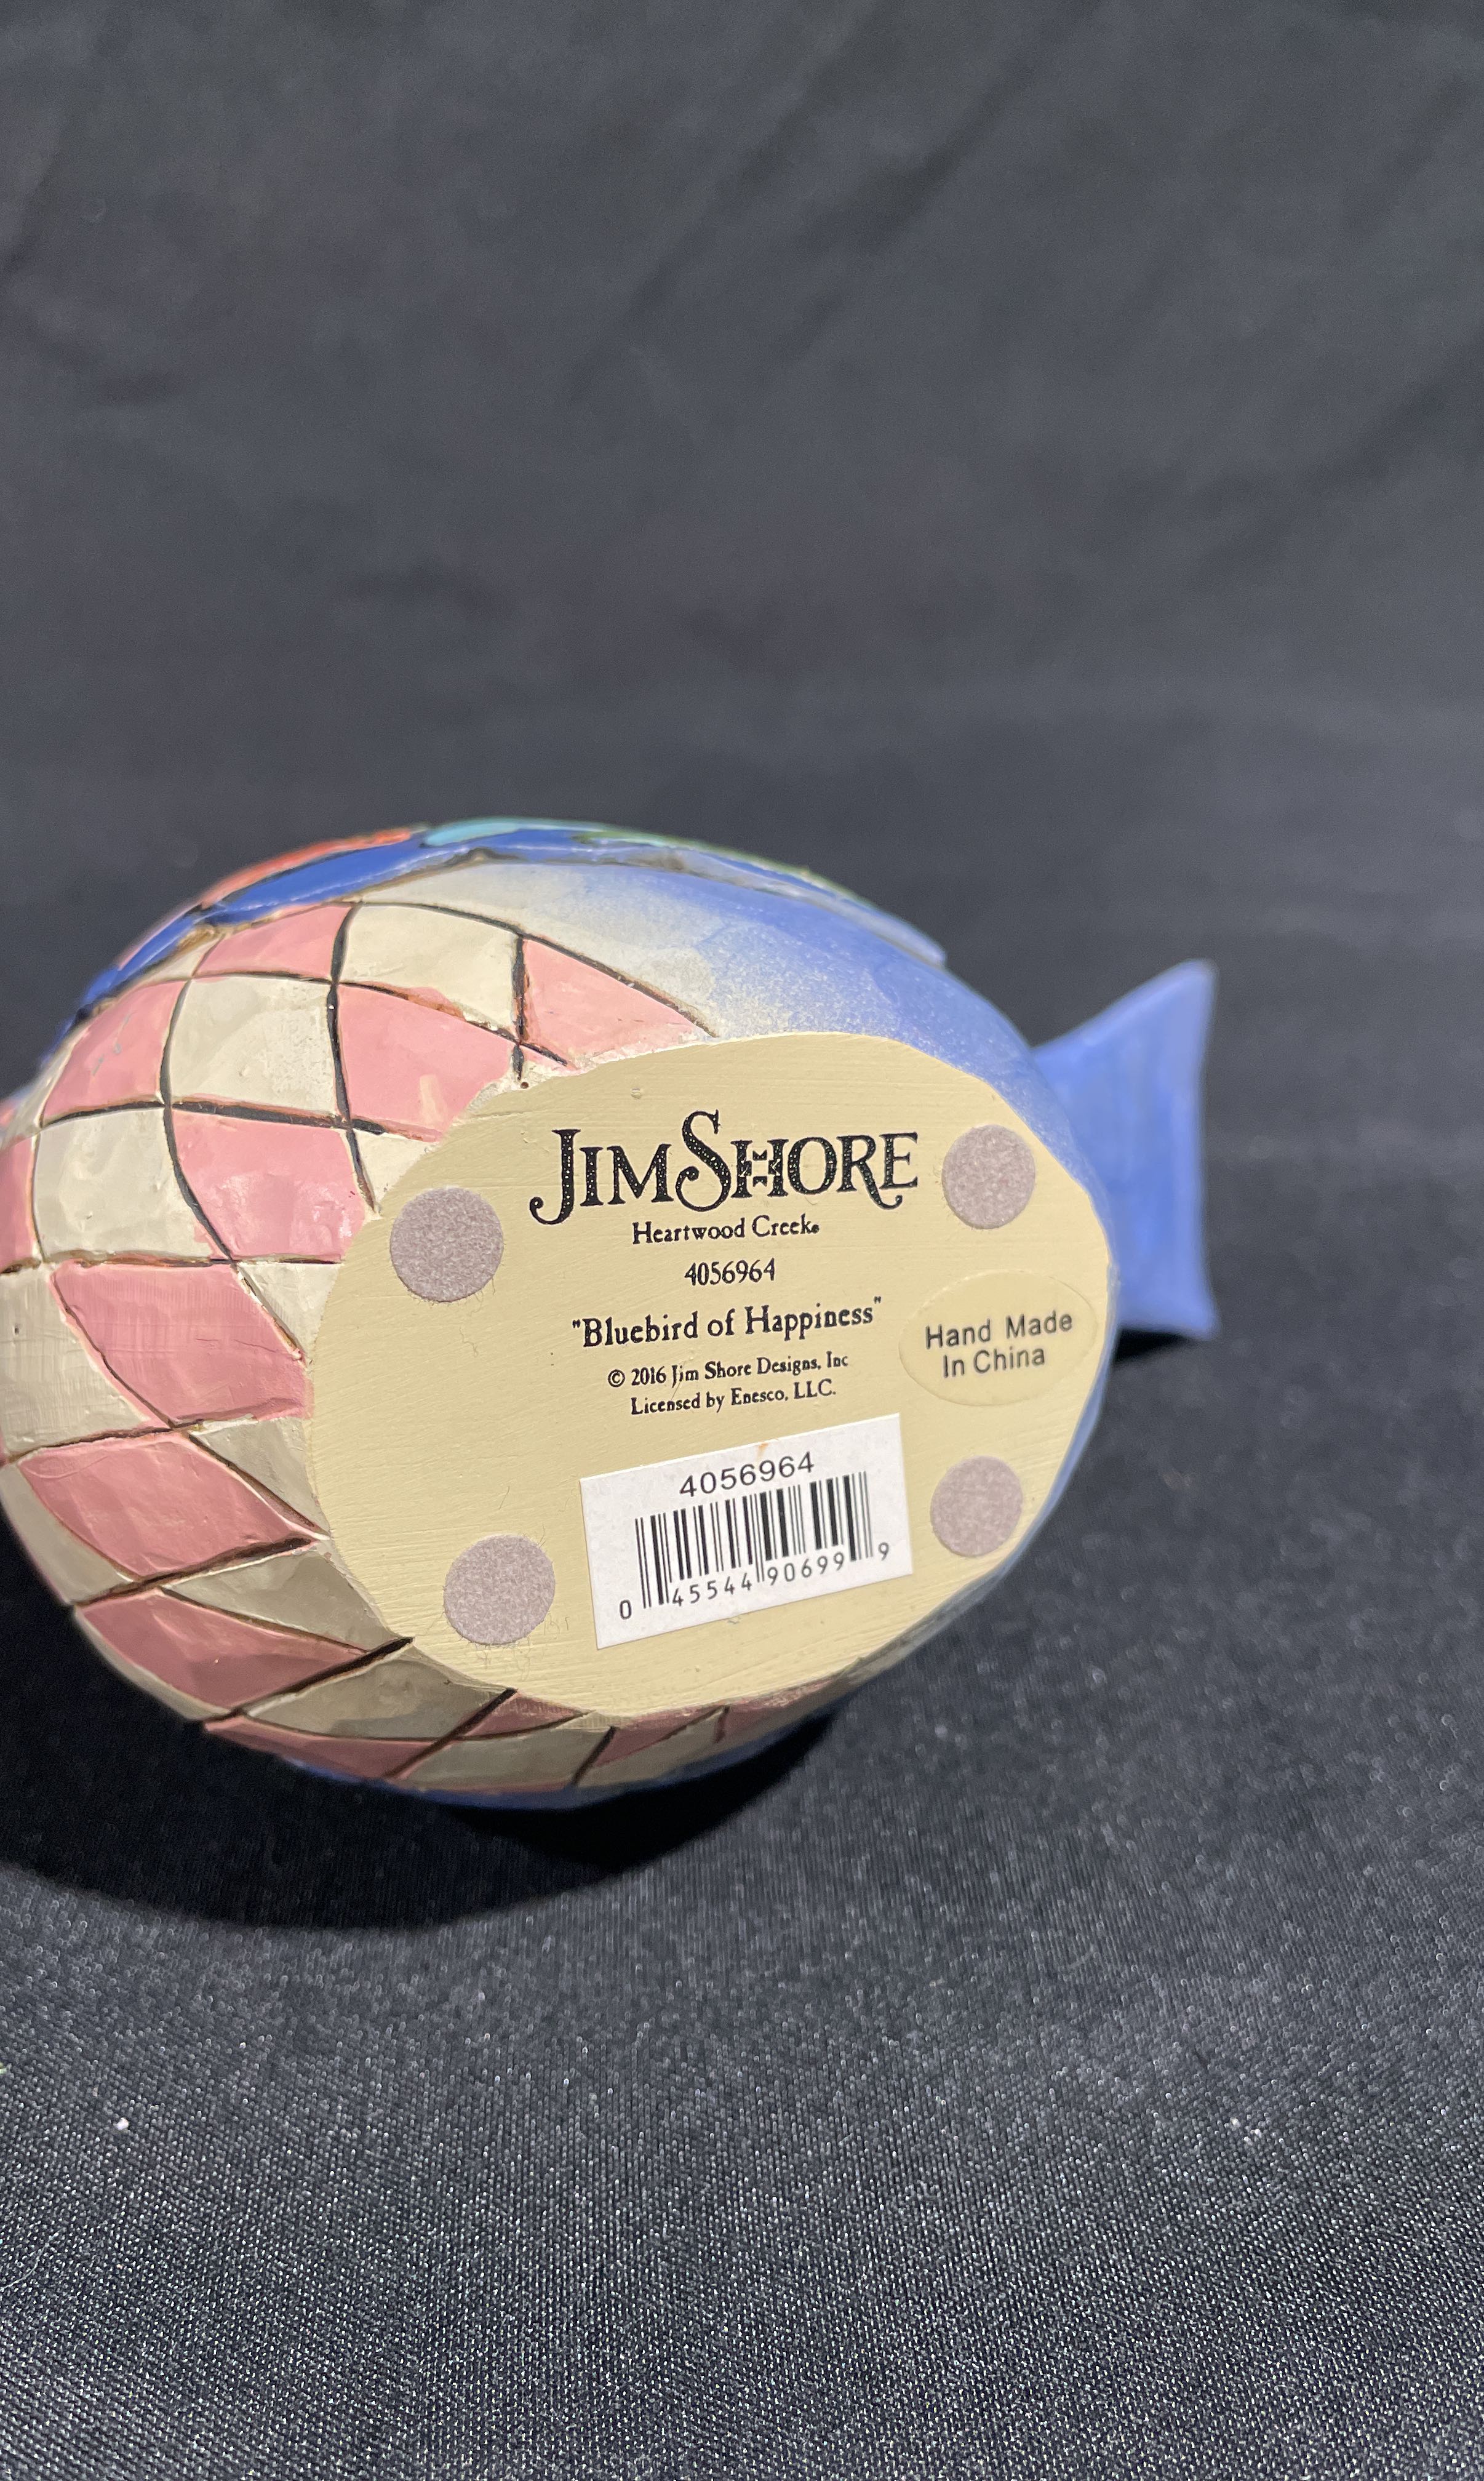 JIM SHORE
Heartwood Creek®
4056964
"Bluebird of Happiness"
© 2016 Jim Shore Designs, Inc
Licensed by Enesco, LLC.
Hand Made
In China
4056964
0 45544 90699 9